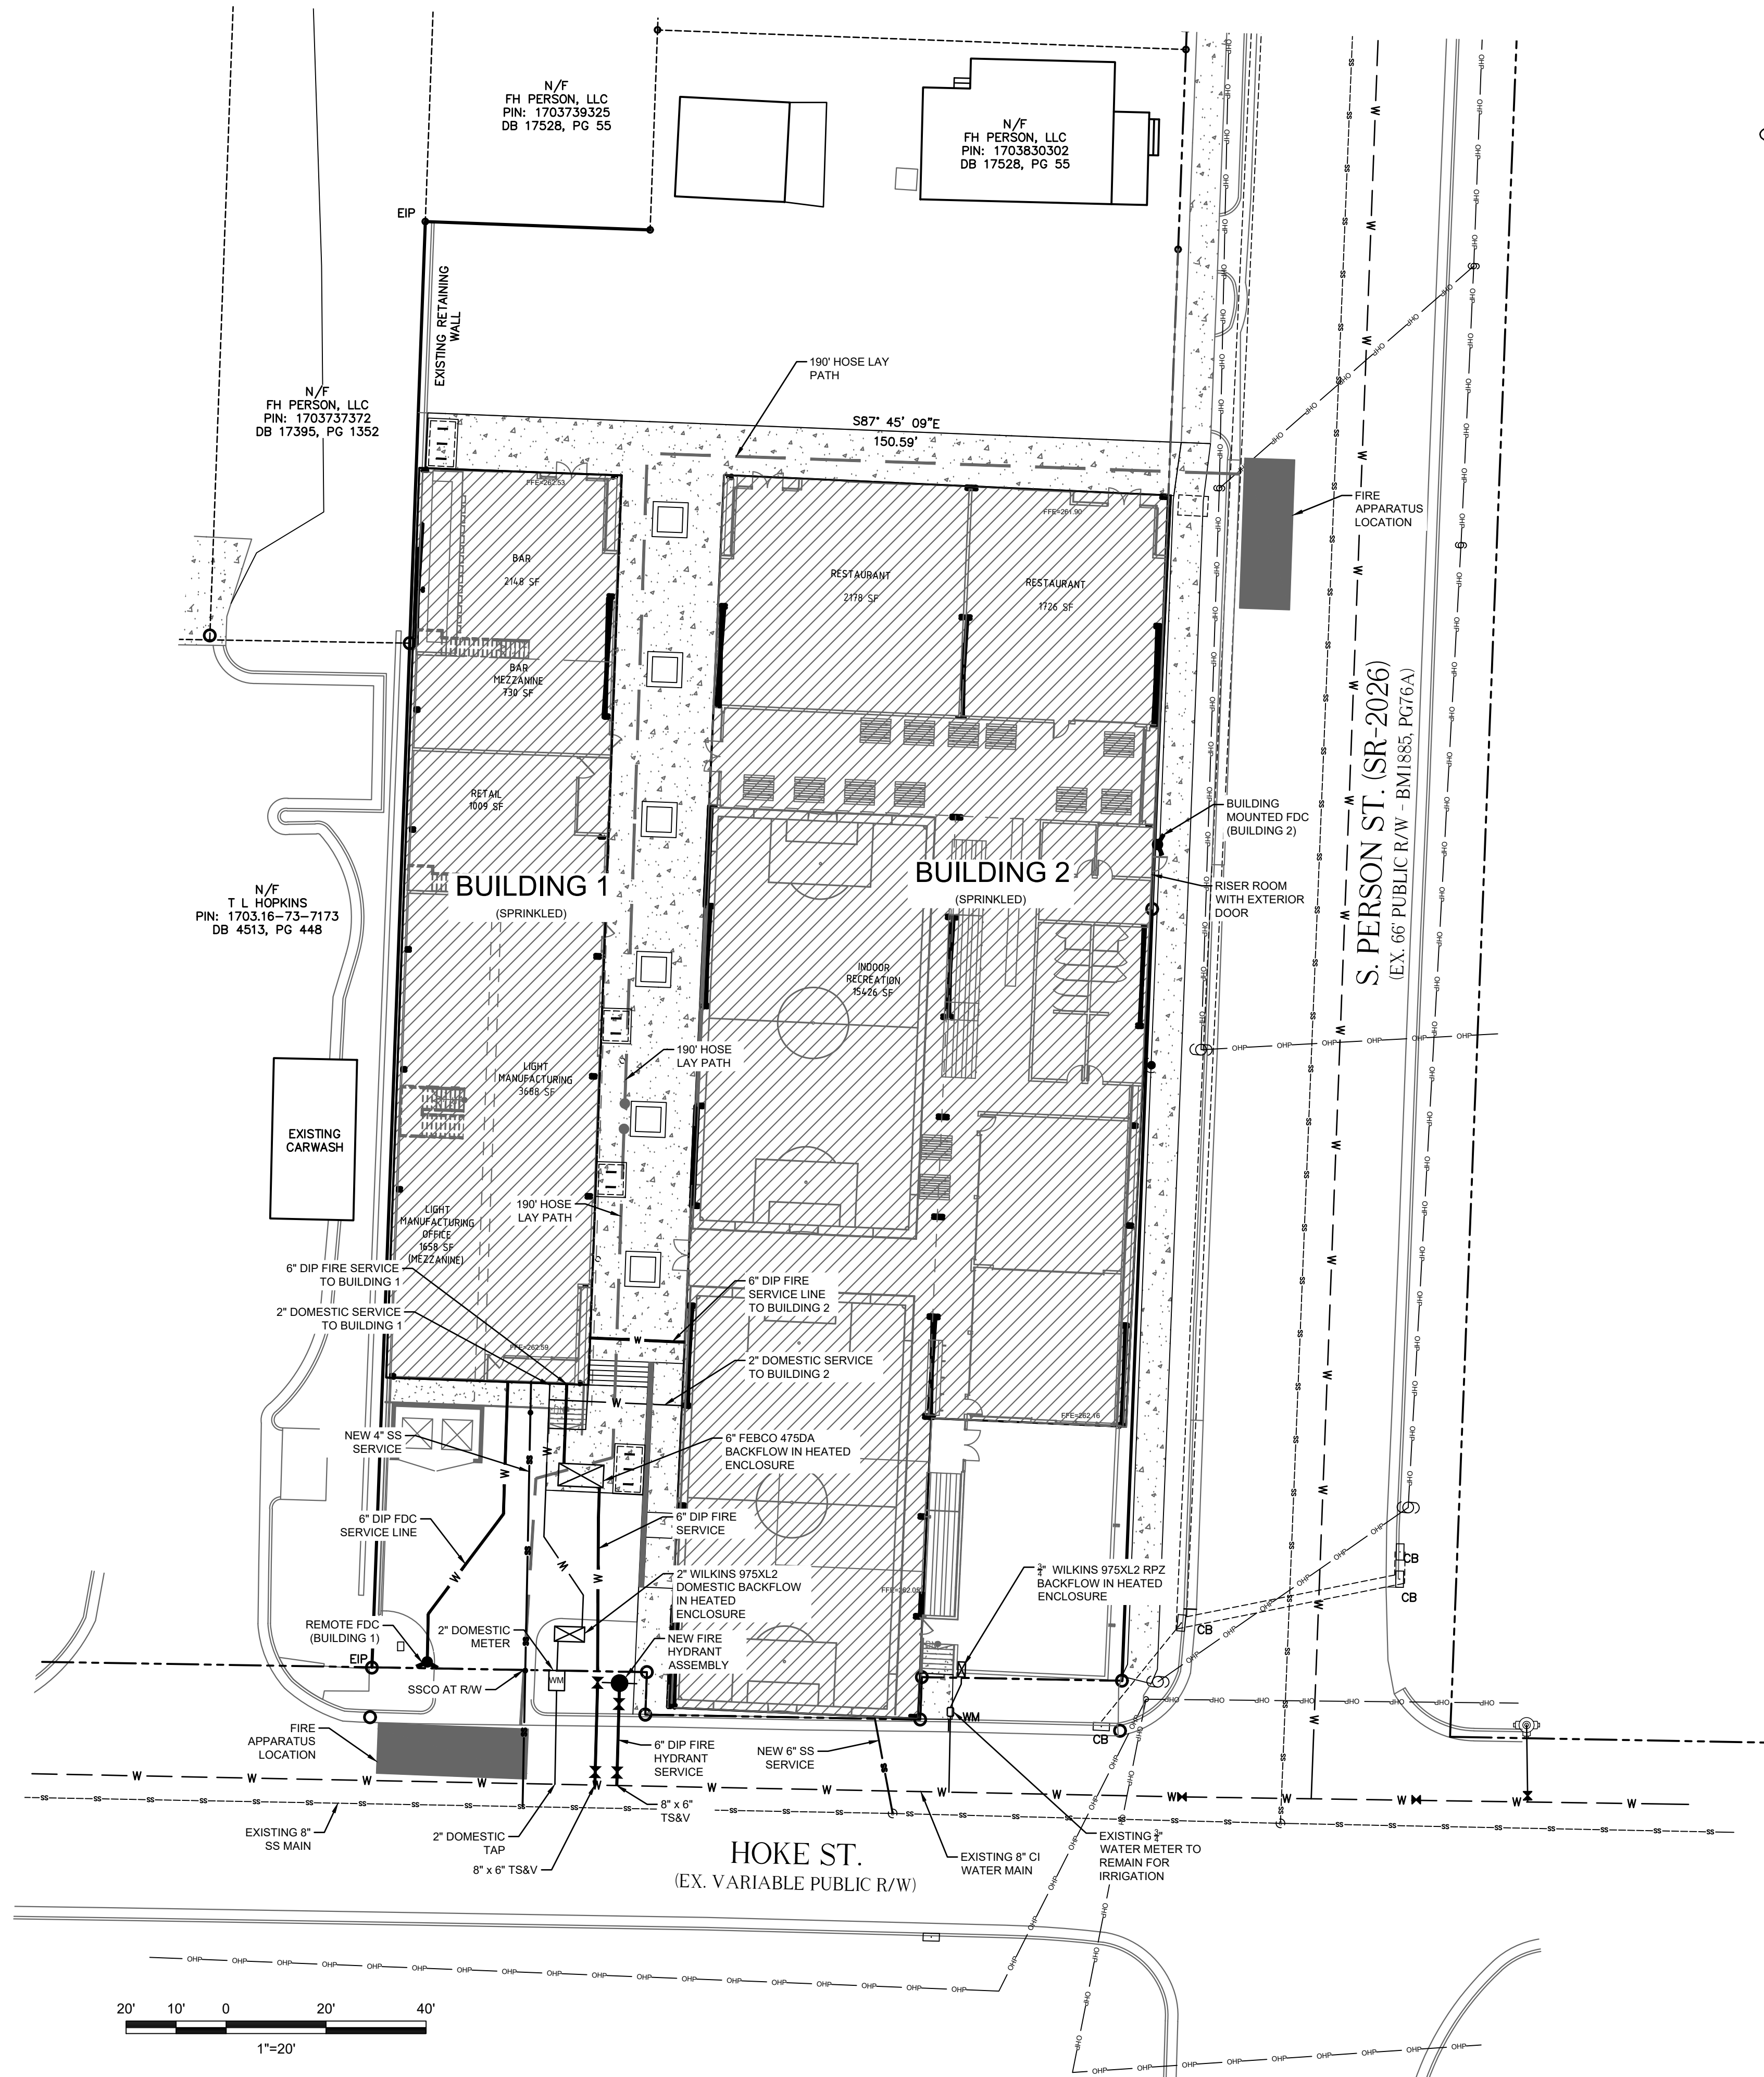 N/F
FH PERSON, LLC
PIN: 1703739325
DB 17528, PG 55
N/F
FH PERSON, LLC
PIN: 1703830302
DB 17528, PG 55
EIP
EXISTING RETAINING
WALL
190' HOSE LAY
PATH
N/F
FH PERSON, LLC
PIN: 1703737372
DB 17395, PG 1352
S87° 45' 09"E
150.59'
FFE=262.53
FFE=261.90
FIRE
APPARATUS
LOCATION
BAR
2148 SF
RESTAURANT
2178 SF
RESTAURANT
1726 SF
BAR
MEZZANINE
730 SF
S. PERSON ST. (SR-2026)
(EX. 66' PUBLIC R/W - BM1885, PG76A)
RETAIL
1009 SF
BUILDING
MOUNTED FDC
(BUILDING 2)
BUILDING 1
(SPRINKLED)
BUILDING 2
(SPRINKLED)
RISER ROOM
WITH EXTERIOR
DOOR
N/F
T L HOPKINS
PIN: 1703.16-73-7173
DB 4513, PG 448
INDOOR
RECREATION
15426 SF
190' HOSE
LAY PATH
LIGHT
MANUFACTURING
3688 SF
EXISTING
CARWASH
190' HOSE
LAY PATH
LIGHT
MANUFACTURING
OFFICE
1658 SF
(MEZZANINE)
6" DIP FIRE SERVICE
TO BUILDING 1
2" DOMESTIC SERVICE
TO BUILDING 1
6" DIP FIRE
SERVICE LINE
TO BUILDING 2
FFE=262.59
2" DOMESTIC SERVICE
TO BUILDING 2
FFE=262.16
NEW 4" SS
SERVICE
6" FEBCO 475DA
BACKFLOW IN HEATED
ENCLOSURE
6" DIP FDC
SERVICE LINE
6" DIP FIRE
SERVICE
2" WILKINS 975XL2
DOMESTIC BACKFLOW
IN HEATED
ENCLOSURE
3/4" WILKINS 975XL2 RPZ
BACKFLOW IN HEATED
ENCLOSURE
CB
CB
REMOTE FDC
(BUILDING 1)
2" DOMESTIC
METER
NEW FIRE
HYDRANT
ASSEMBLY
CB
EIP
SSCO AT R/W
WM
WM
FIRE
APPARATUS
LOCATION
6" DIP FIRE
HYDRANT
SERVICE
NEW 6" SS
SERVICE
CB
8" x 6"
TS&V
EXISTING 8"
SS MAIN
2" DOMESTIC
TAP
8" x 6" TS&V
HOKE ST.
(EX. VARIABLE PUBLIC R/W)
EXISTING 8" CI
WATER MAIN
EXISTING 3/4"
WATER METER TO
REMAIN FOR
IRRIGATION
20' 10' 0 20' 40'
1"=20'